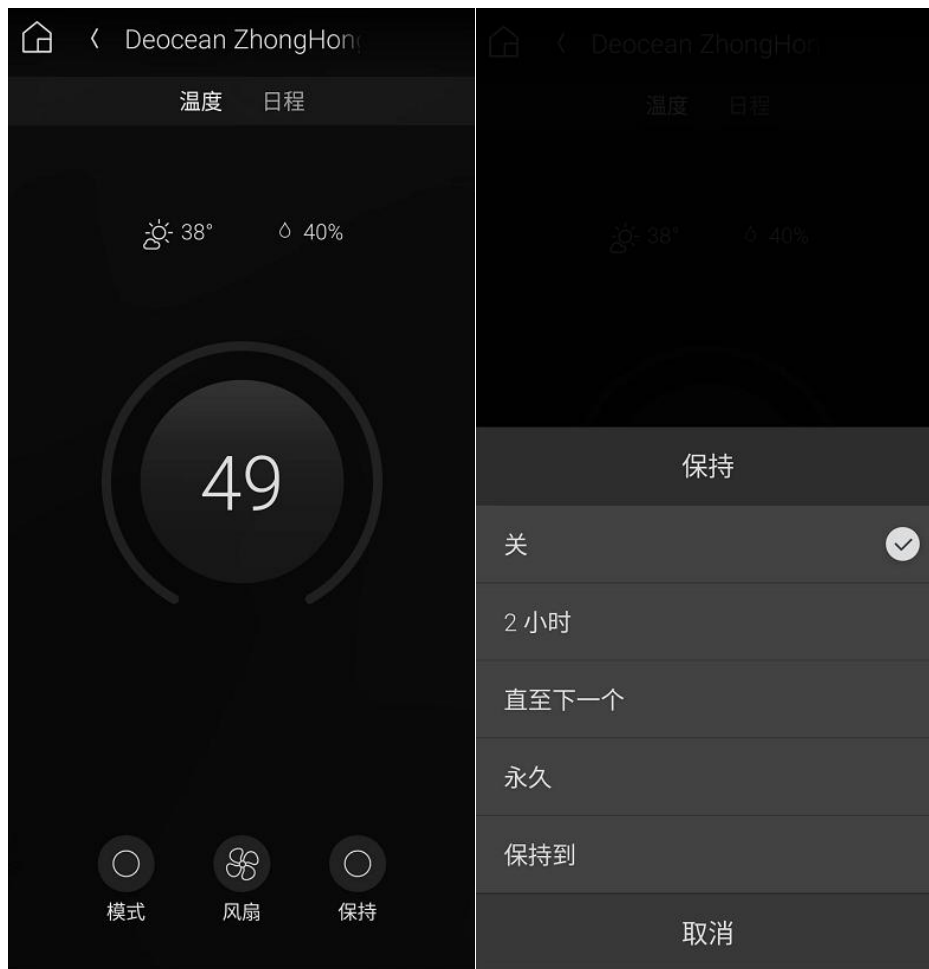 Deocean ZhongHong
温度 日程
38° 40%
49
模式 风扇 保持
Deocean ZhongHon
温度 日程
38° 40%
保持
关
2 小时
直至下一个
永久
保持到
取消